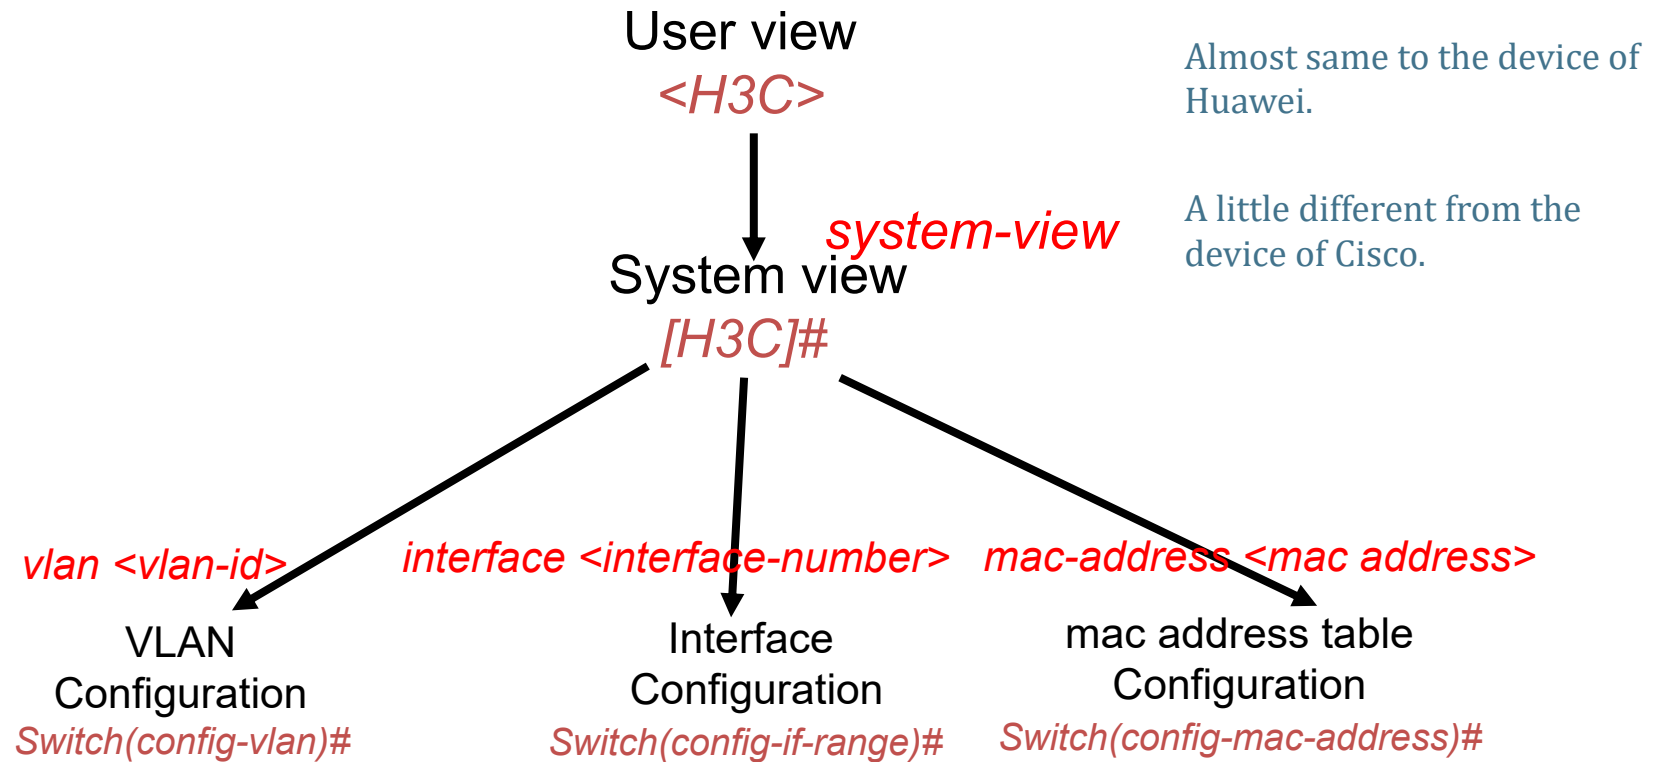 User view
<H3C>
Almost same to the device of
Huawei.
A little different from the
device of Cisco.
system-view
System view
[H3C]#
vlan <vlan-id>
interface <interface-number>
mac-address <mac address>
VLAN
Configuration
Switch(config-vlan)#
Interface
Configuration
Switch(config-if-range)#
mac address table
Configuration
Switch(config-mac-address)#